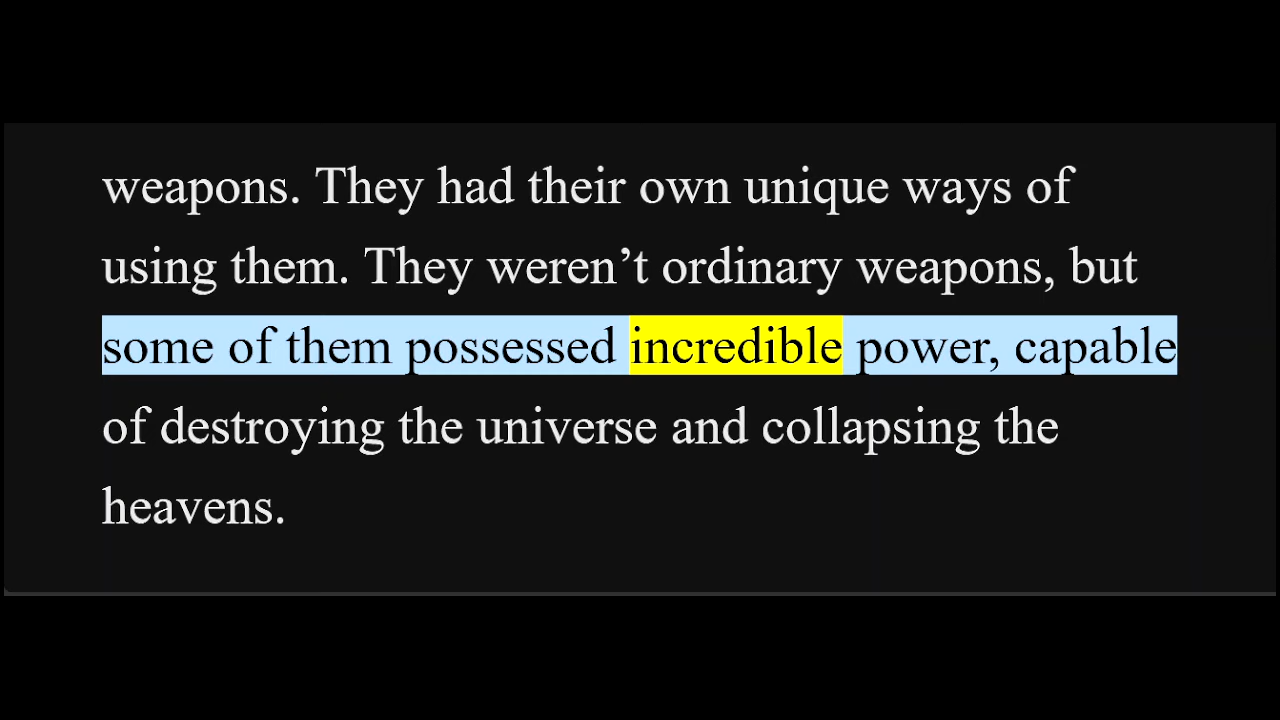 weapons. They had their own unique ways of
using them. They weren’t ordinary weapons, but
some of them possessed incredible power, capable
of destroying the universe and collapsing the
heavens.